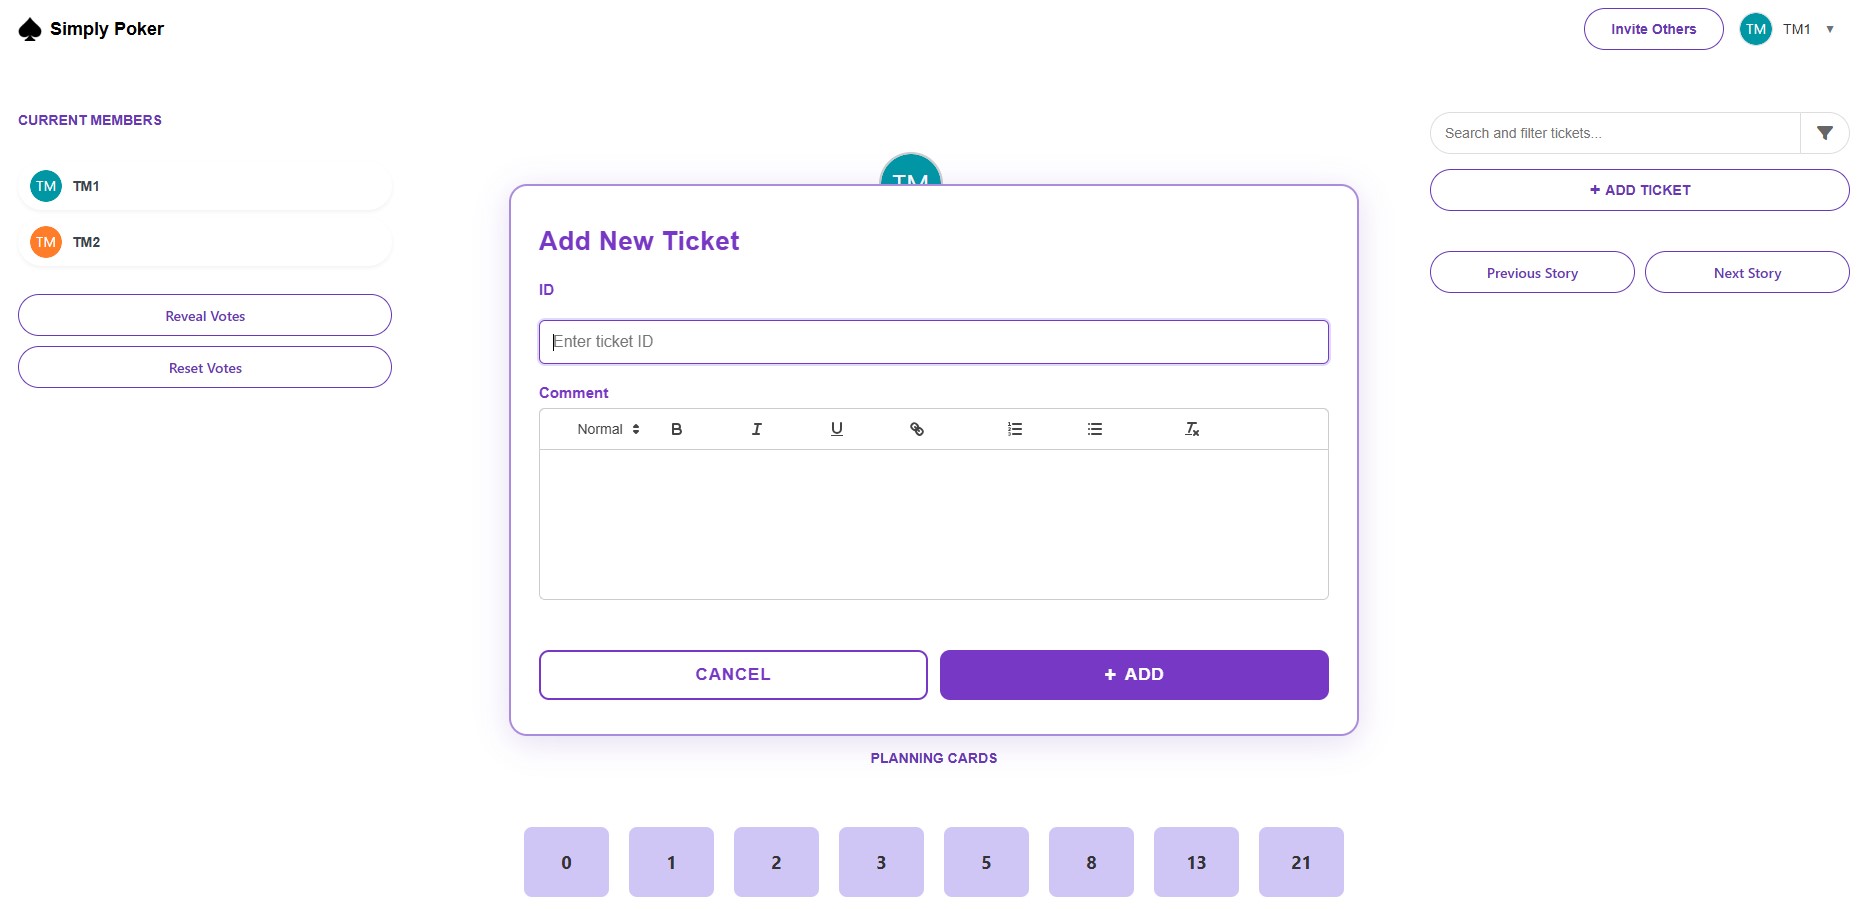 Simply Poker
Invite Others
TM
TM1
CURRENT MEMBERS
TM
TM1
TM
TM2
Reveal Votes
Reset Votes
TM
Add New Ticket
ID
Enter ticket ID
Comment
Normal
CANCEL
+ ADD
PLANNING CARDS
0
1
2
3
5
8
13
21
Search and filter tickets...
+ ADD TICKET
Previous Story
Next Story